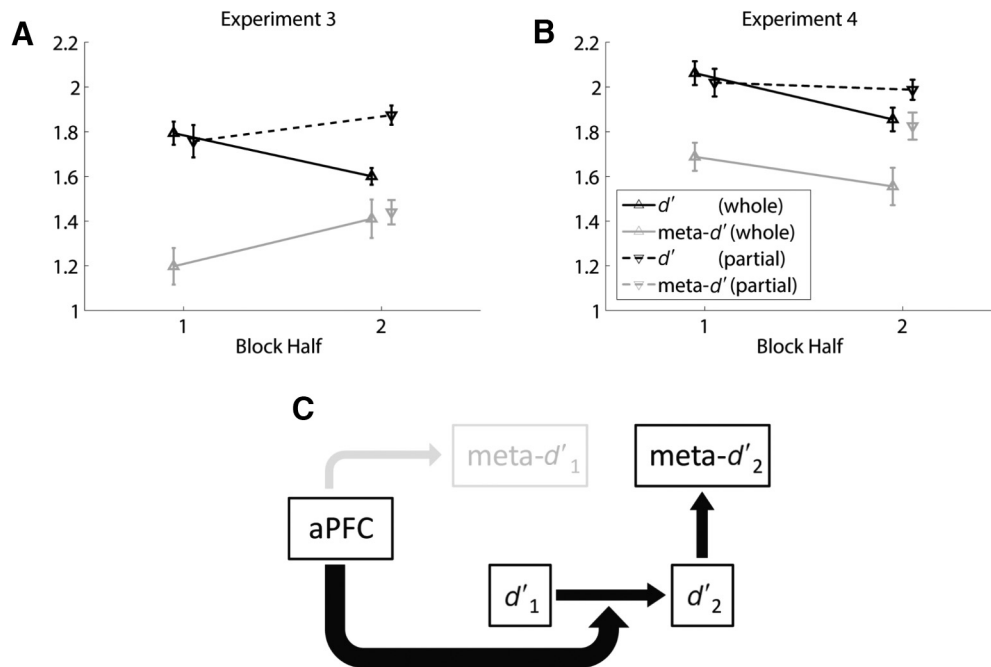 A
Experiment 3
2.2
2
1.8
1.6
1.4
1.2
1
1
2
Block Half
B
Experiment 4
2.2
2
1.8
1.6
1.4
1.2
1
d′ (whole)
meta-d′ (whole)
d′ (partial)
meta-d′ (partial)
1
2
Block Half
C
meta-d′₁
meta-d′₂
aPFC
d′₁
d′₂